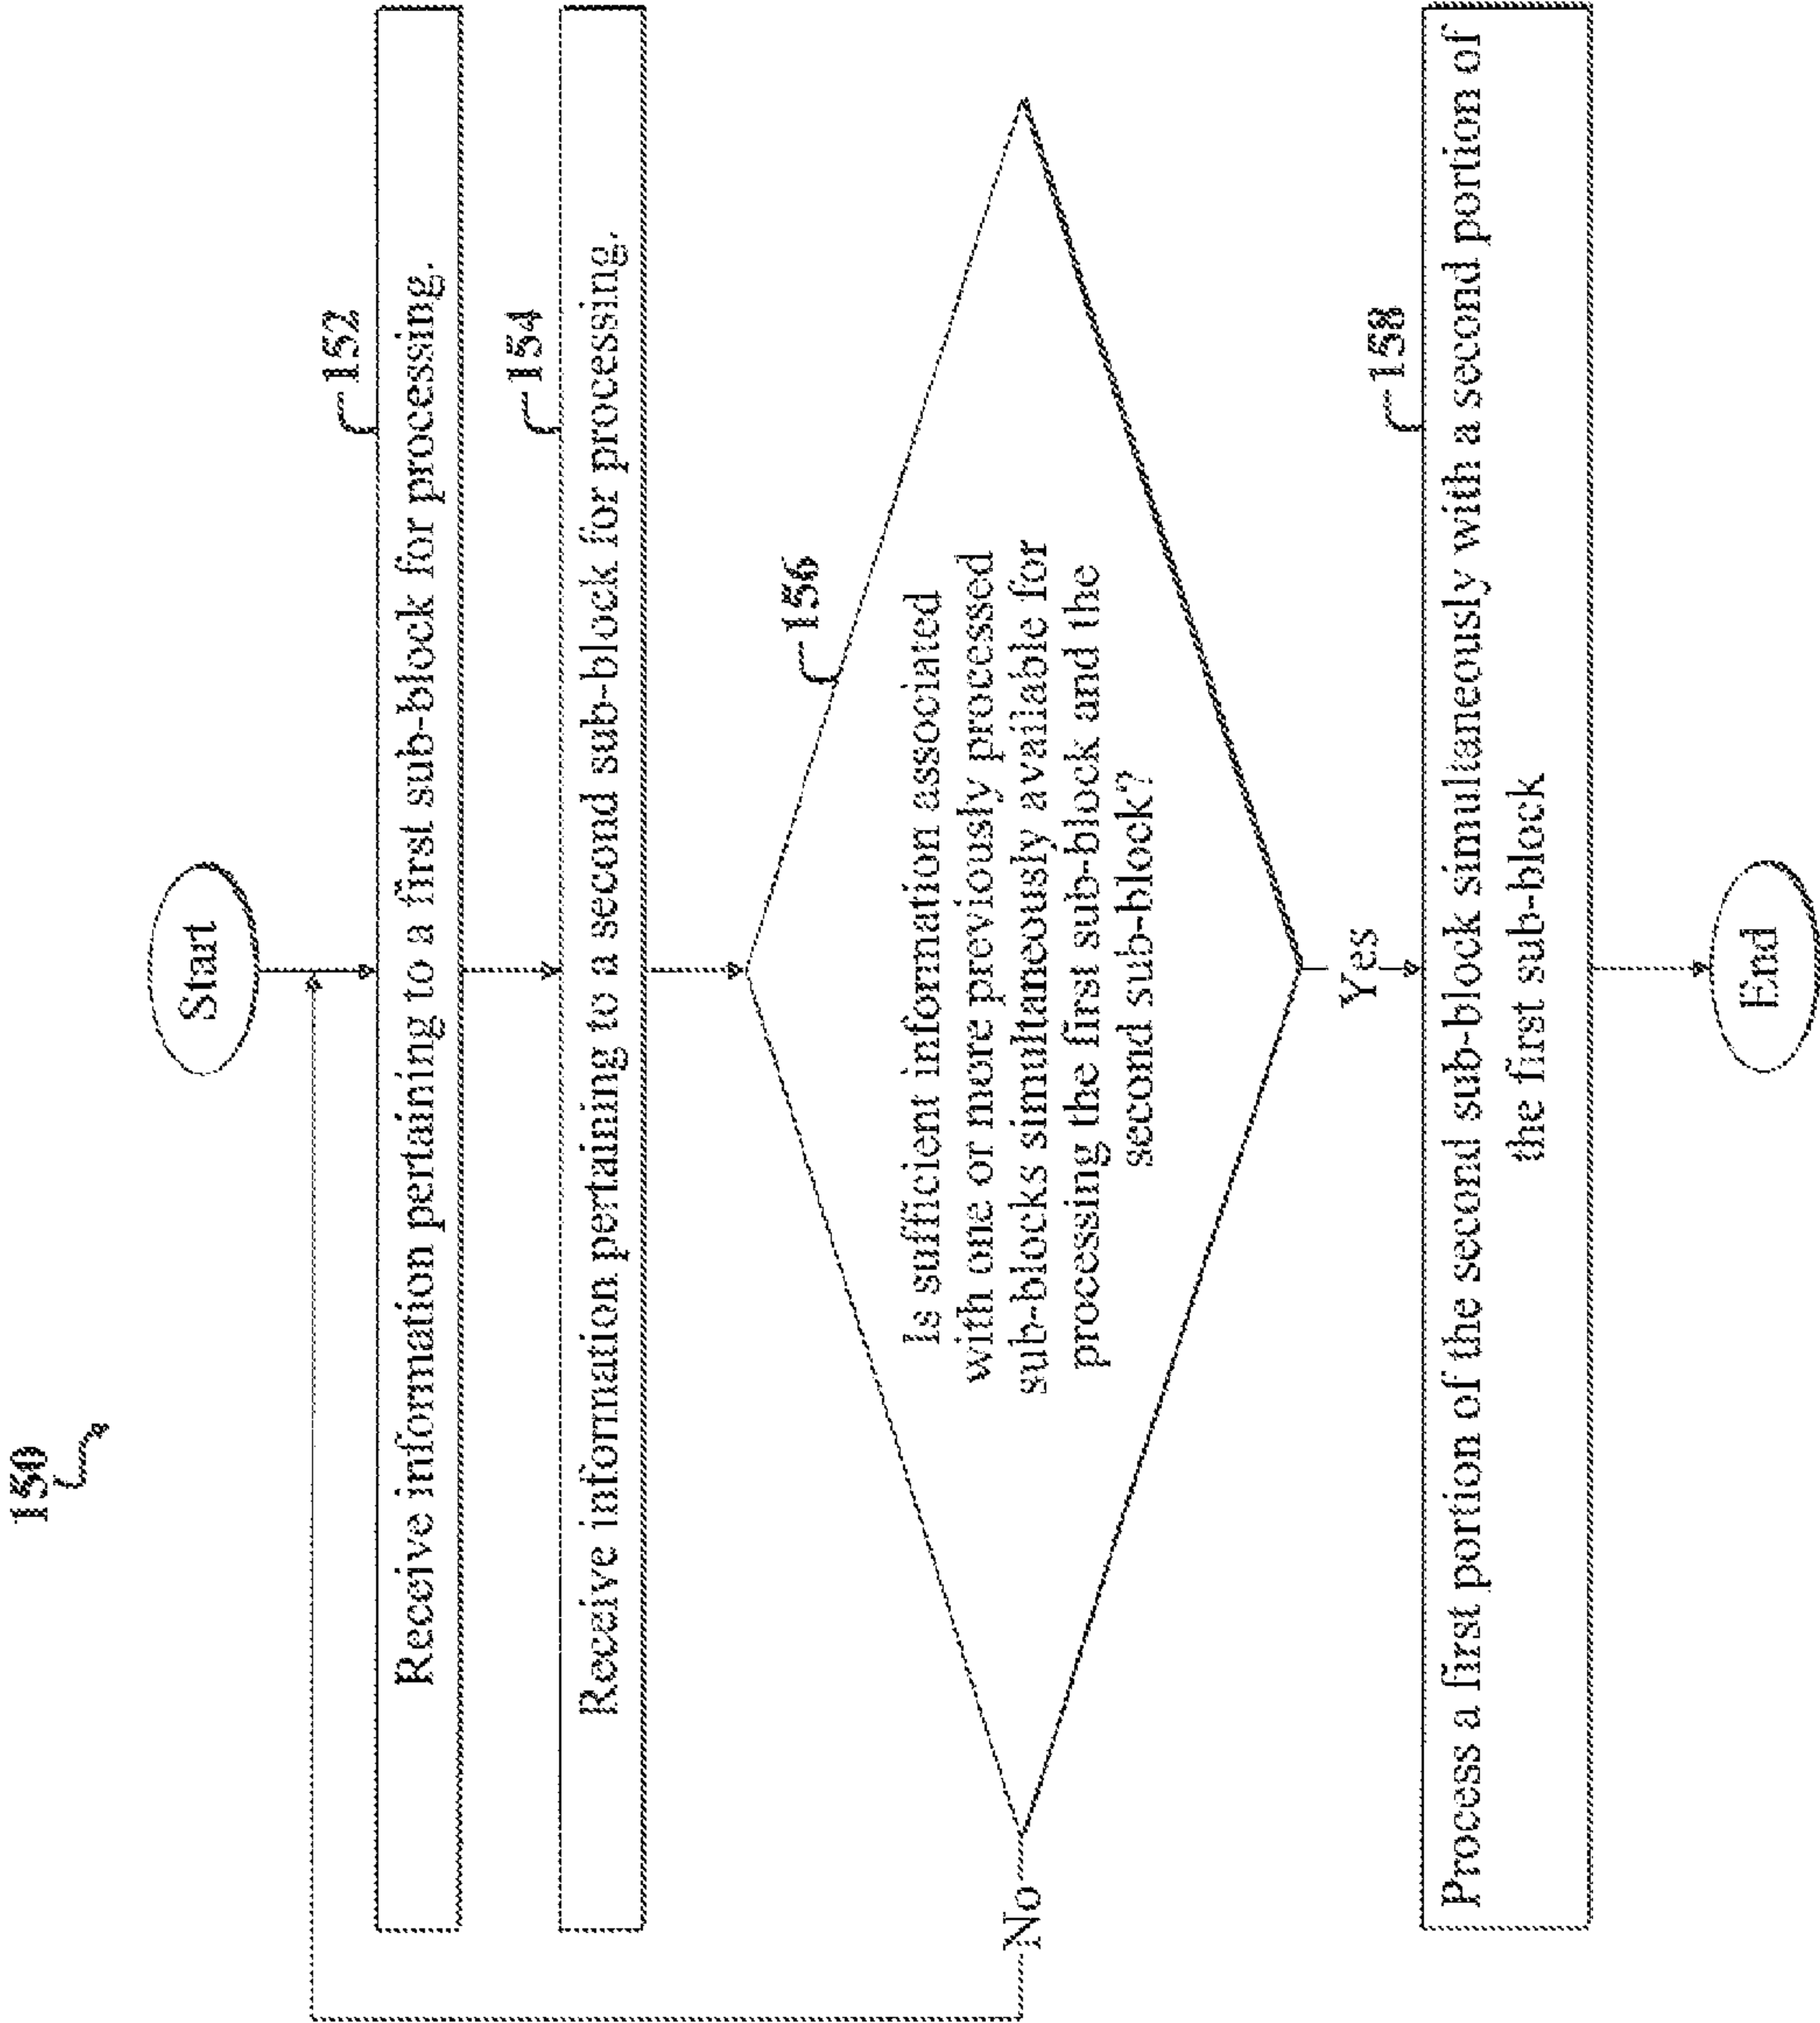 150
Start
152
Receive information pertaining to a first sub-block for processing.
154
Receive information pertaining to a second sub-block for processing.
156
Is sufficient information associated
with one or more previously processed
sub-blocks simultaneously available for
processing the first sub-block and the
second sub-block?
No
Yes
158
Process a first portion of the second sub-block simultaneously with a second portion of
the first sub-block
End